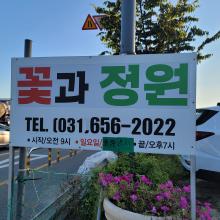 꽃과 정원
TEL. (031.656-2022
• 시작/오전 9시 • 일요일/ • 끝/오후7시